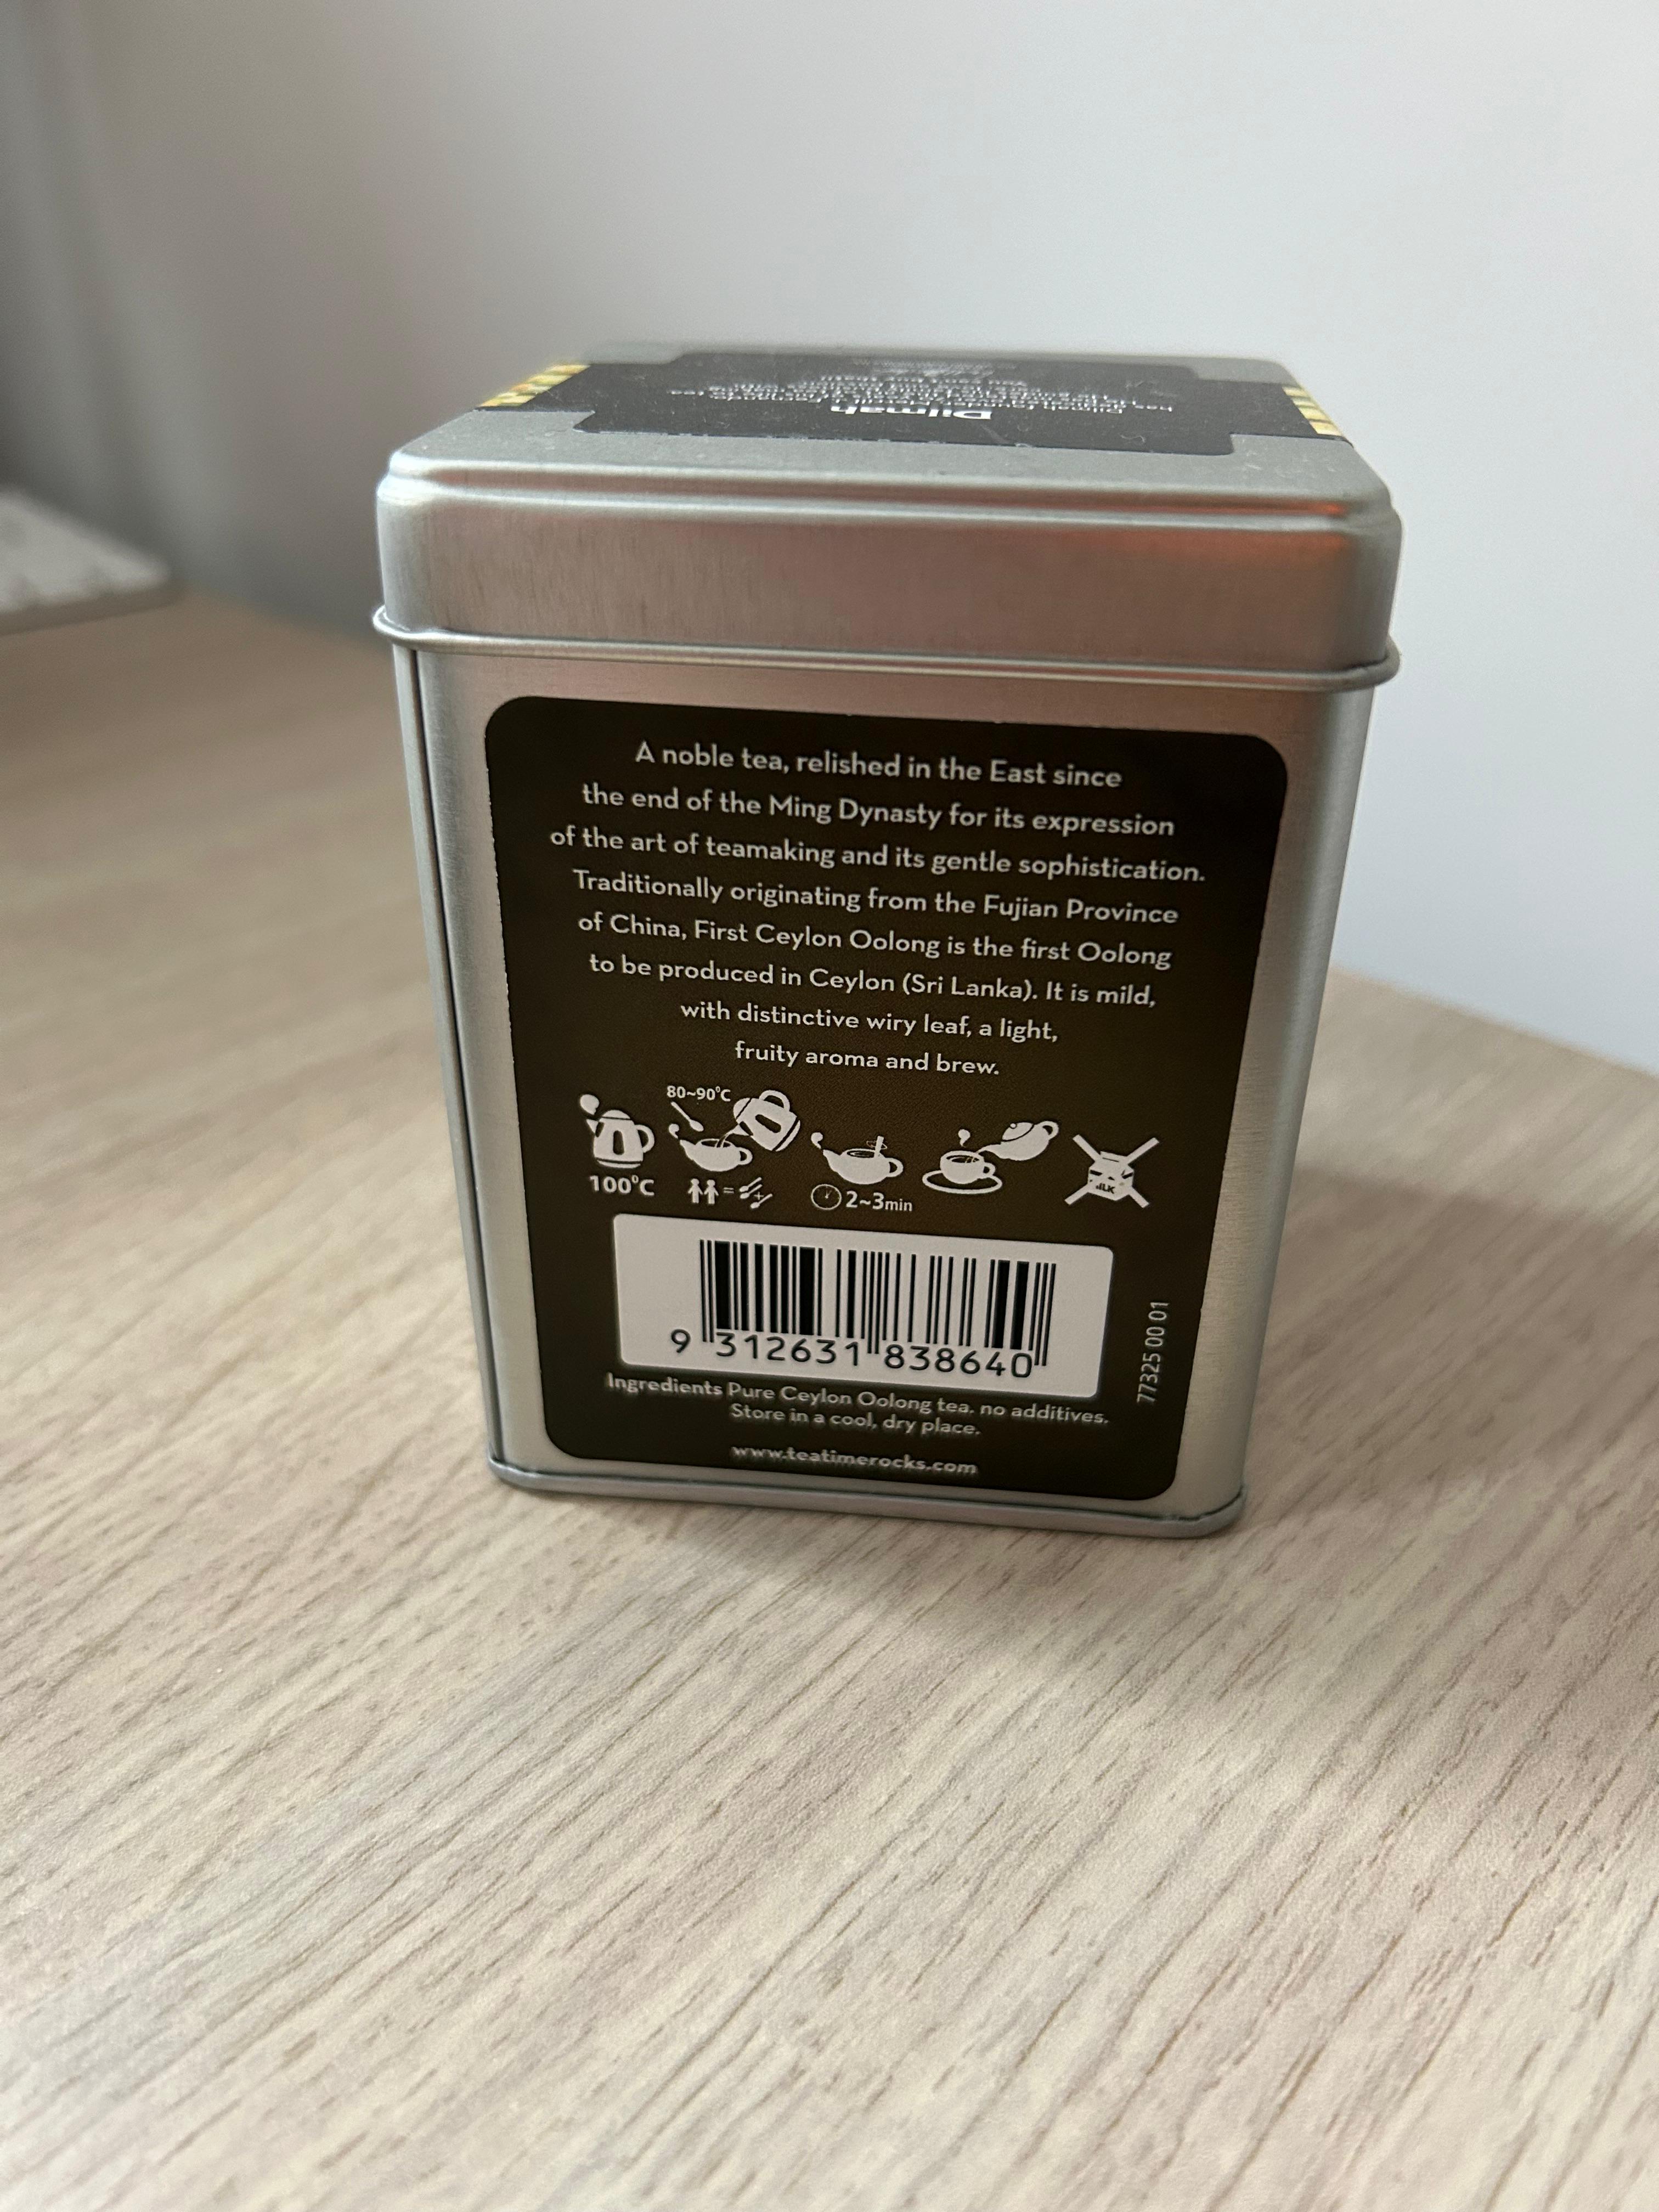 Dilmah
A noble tea, relished in the East since
the end of the Ming Dynasty for its expression
of the art of teamaking and its gentle sophistication.
Traditionally originating from the Fujian Province
of China, First Ceylon Oolong is the first Oolong
to be produced in Ceylon (Sri Lanka). It is mild,
with distinctive wiry leaf, a light,
fruity aroma and brew.
80~90°C
100°C
=
+
2~3min
9 312631 838640
77325 00 01
Ingredients Pure Ceylon Oolong tea. no additives.
Store in a cool, dry place.
www.teatimerocks.com